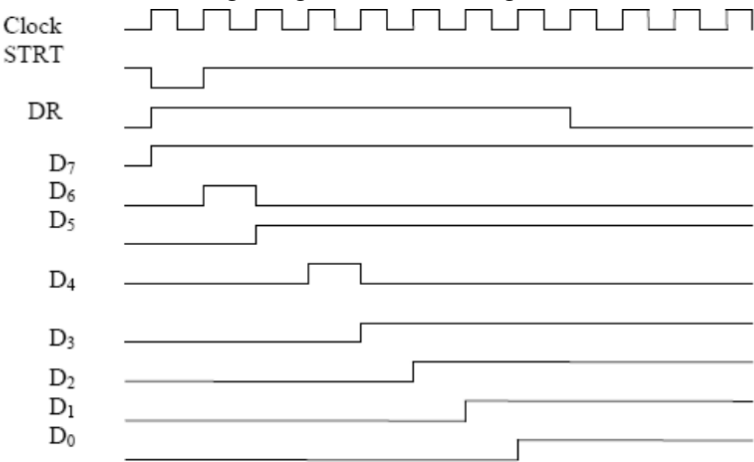 Clock
STRT
DR
D₇
D₆
D₅
D₄
D₃
D₂
D₁
D₀